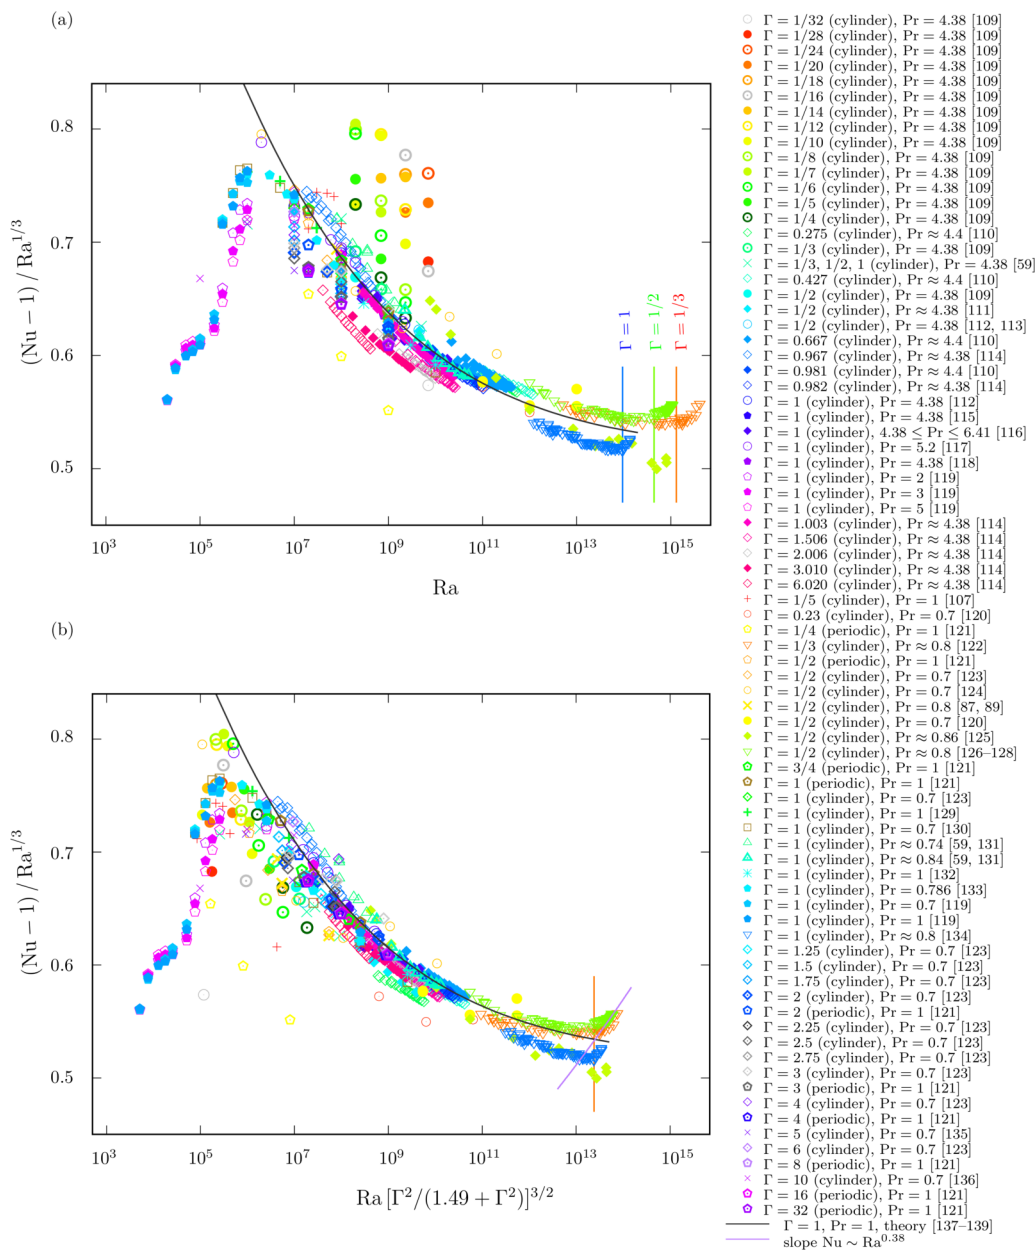 (a)
0.8
0.7
0.6
0.5
(Nu − 1) / Ra^{1/3}
Γ = 1
Γ = 1/2
Γ = 1/3
10^3
10^5
10^7
10^9
10^11
10^13
10^15
Ra
(b)
0.8
0.7
0.6
0.5
(Nu − 1) / Ra^{1/3}
10^3
10^5
10^7
10^9
10^11
10^13
10^15
Ra [Γ^2/(1.49 + Γ^2)]^{3/2}
Γ = 1/32 (cylinder), Pr = 4.38 [109]
Γ = 1/28 (cylinder), Pr = 4.38 [109]
Γ = 1/24 (cylinder), Pr = 4.38 [109]
Γ = 1/20 (cylinder), Pr = 4.38 [109]
Γ = 1/18 (cylinder), Pr = 4.38 [109]
Γ = 1/16 (cylinder), Pr = 4.38 [109]
Γ = 1/14 (cylinder), Pr = 4.38 [109]
Γ = 1/12 (cylinder), Pr = 4.38 [109]
Γ = 1/10 (cylinder), Pr = 4.38 [109]
Γ = 1/8 (cylinder), Pr = 4.38 [109]
Γ = 1/7 (cylinder), Pr = 4.38 [109]
Γ = 1/6 (cylinder), Pr = 4.38 [109]
Γ = 1/5 (cylinder), Pr = 4.38 [109]
Γ = 1/4 (cylinder), Pr = 4.38 [109]
Γ = 0.275 (cylinder), Pr ≈ 4.4 [110]
Γ = 1/3 (cylinder), Pr = 4.38 [109]
Γ = 1/3, 1/2, 1 (cylinder), Pr = 4.38 [59]
Γ = 0.427 (cylinder), Pr ≈ 4.4 [110]
Γ = 1/2 (cylinder), Pr = 4.38 [109]
Γ = 1/2 (cylinder), Pr ≈ 4.38 [111]
Γ = 1/2 (cylinder), Pr = 4.38 [112, 113]
Γ = 0.667 (cylinder), Pr ≈ 4.4 [110]
Γ = 0.967 (cylinder), Pr ≈ 4.38 [114]
Γ = 0.981 (cylinder), Pr ≈ 4.4 [110]
Γ = 0.982 (cylinder), Pr ≈ 4.38 [114]
Γ = 1 (cylinder), Pr = 4.38 [112]
Γ = 1 (cylinder), Pr = 4.38 [115]
Γ = 1 (cylinder), 4.38 ≤ Pr ≤ 6.41 [116]
Γ = 1 (cylinder), Pr = 5.2 [117]
Γ = 1 (cylinder), Pr = 4.38 [118]
Γ = 1 (cylinder), Pr = 2 [119]
Γ = 1 (cylinder), Pr = 3 [119]
Γ = 1 (cylinder), Pr = 5 [119]
Γ = 1.003 (cylinder), Pr ≈ 4.38 [114]
Γ = 1.506 (cylinder), Pr ≈ 4.38 [114]
Γ = 2.006 (cylinder), Pr ≈ 4.38 [114]
Γ = 3.010 (cylinder), Pr ≈ 4.38 [114]
Γ = 6.020 (cylinder), Pr ≈ 4.38 [114]
Γ = 1/5 (cylinder), Pr = 1 [107]
Γ = 0.23 (cylinder), Pr = 0.7 [120]
Γ = 1/4 (periodic), Pr = 1 [121]
Γ = 1/3 (cylinder), Pr ≈ 0.8 [122]
Γ = 1/2 (periodic), Pr = 1 [121]
Γ = 1/2 (cylinder), Pr = 0.7 [123]
Γ = 1/2 (cylinder), Pr = 0.7 [124]
Γ = 1/2 (cylinder), Pr = 0.8 [87, 89]
Γ = 1/2 (cylinder), Pr = 0.7 [120]
Γ = 1/2 (cylinder), Pr ≈ 0.86 [125]
Γ = 1/2 (cylinder), Pr ≈ 0.8 [126–128]
Γ = 3/4 (periodic), Pr = 1 [121]
Γ = 1 (periodic), Pr = 1 [121]
Γ = 1 (cylinder), Pr = 0.7 [123]
Γ = 1 (cylinder), Pr = 1 [129]
Γ = 1 (cylinder), Pr = 0.7 [130]
Γ = 1 (cylinder), Pr ≈ 0.74 [59, 131]
Γ = 1 (cylinder), Pr ≈ 0.84 [59, 131]
Γ = 1 (cylinder), Pr = 1 [132]
Γ = 1 (cylinder), Pr = 0.786 [133]
Γ = 1 (cylinder), Pr = 0.7 [119]
Γ = 1 (cylinder), Pr = 1 [119]
Γ = 1 (cylinder), Pr ≈ 0.8 [134]
Γ = 1.25 (cylinder), Pr = 0.7 [123]
Γ = 1.5 (cylinder), Pr = 0.7 [123]
Γ = 1.75 (cylinder), Pr = 0.7 [123]
Γ = 2 (cylinder), Pr = 0.7 [123]
Γ = 2 (periodic), Pr = 1 [121]
Γ = 2.25 (cylinder), Pr = 0.7 [123]
Γ = 2.5 (cylinder), Pr = 0.7 [123]
Γ = 2.75 (cylinder), Pr = 0.7 [123]
Γ = 3 (cylinder), Pr = 0.7 [123]
Γ = 3 (periodic), Pr = 1 [121]
Γ = 4 (cylinder), Pr = 0.7 [123]
Γ = 4 (periodic), Pr = 1 [121]
Γ = 5 (cylinder), Pr = 0.7 [135]
Γ = 6 (cylinder), Pr = 0.7 [123]
Γ = 8 (periodic), Pr = 1 [121]
Γ = 10 (cylinder), Pr = 0.7 [136]
Γ = 16 (periodic), Pr = 1 [121]
Γ = 32 (periodic), Pr = 1 [121]
Γ = 1, Pr = 1, theory [137–139]
slope Nu ∼ Ra^{0.38}